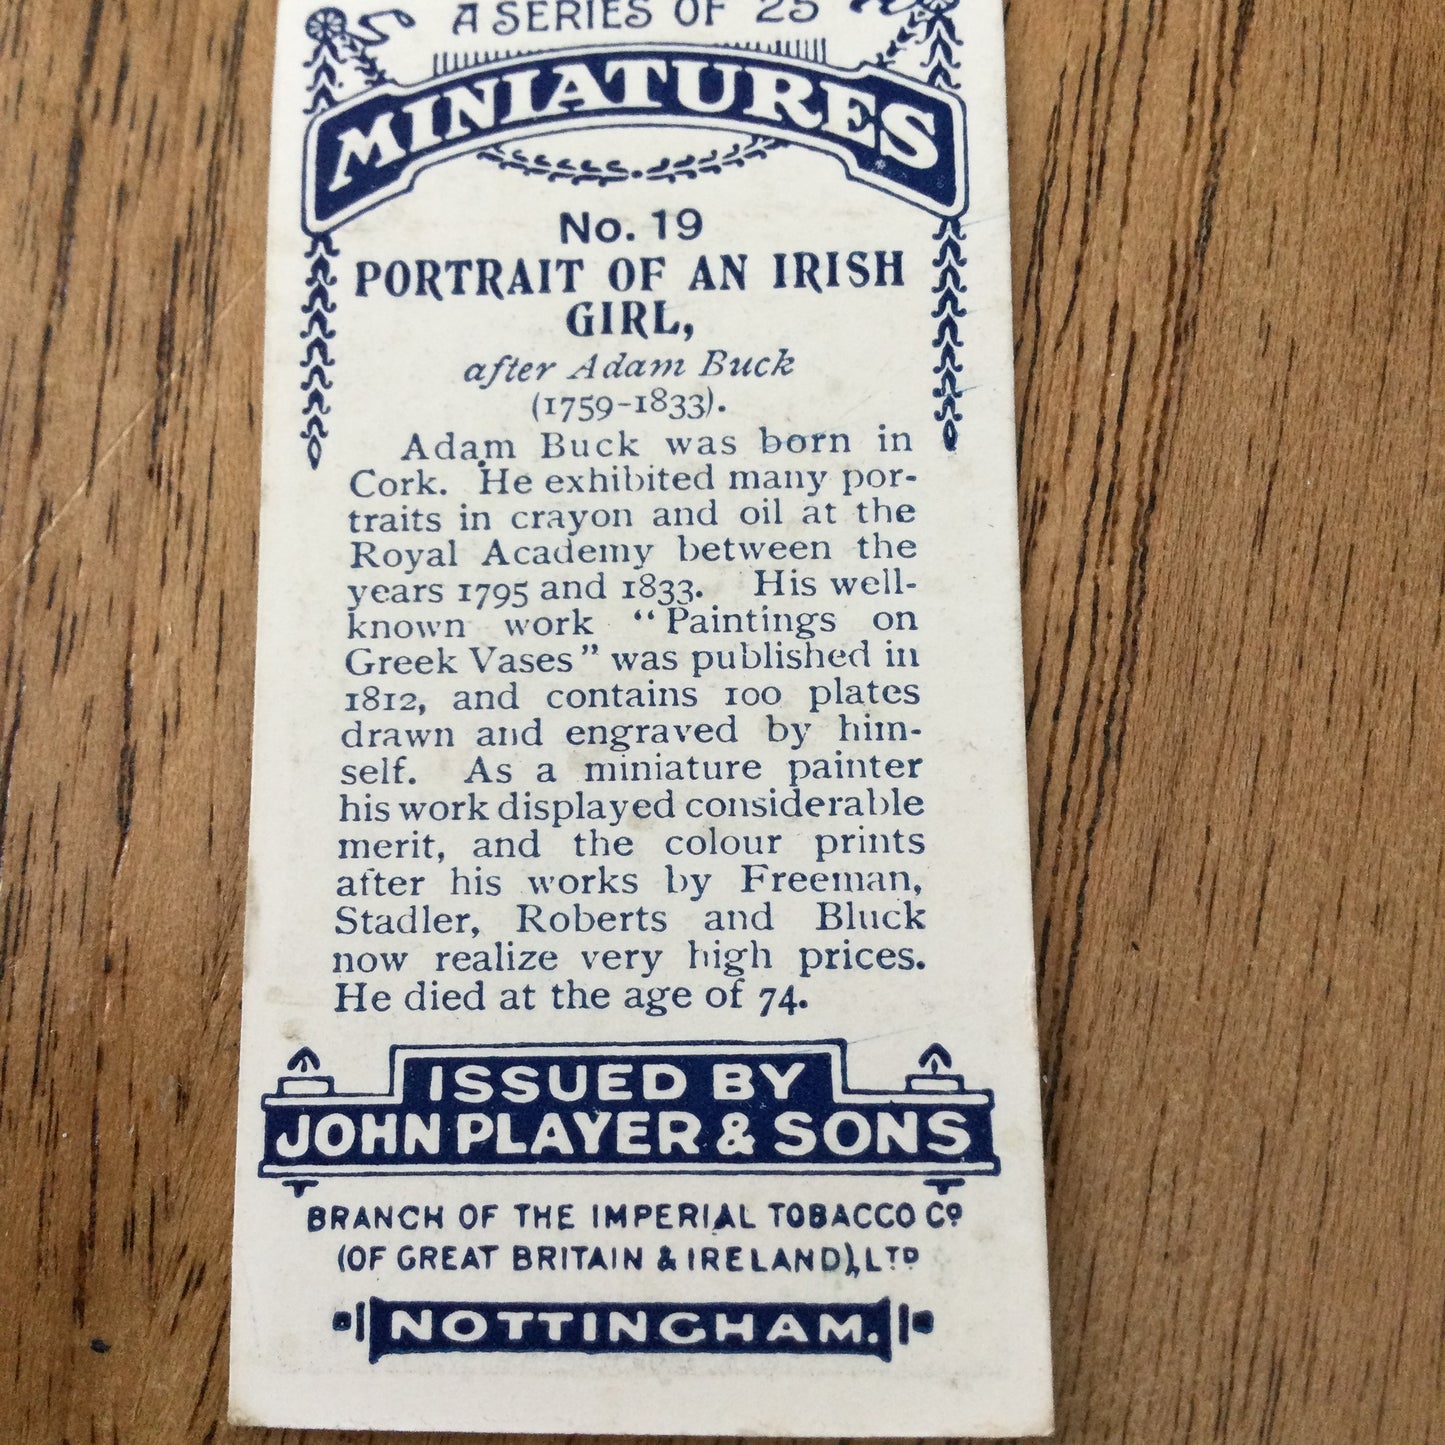 A SERIES OF 25
MINIATURES
No. 19
PORTRAIT OF AN IRISH
GIRL,
after Adam Buck
(1759-1833).
Adam Buck was born in
Cork. He exhibited many por-
traits in crayon and oil at the
Royal Academy between the
years 1795 and 1833. His well-
known work "Paintings on
Greek Vases" was published in
1812, and contains 100 plates
drawn and engraved by him-
self. As a miniature painter
his work displayed considerable
merit, and the colour prints
after his works by Freeman,
Stadler, Roberts and Bluck
now realize very high prices.
He died at the age of 74.
ISSUED BY
JOHN PLAYER & SONS
BRANCH OF THE IMPERIAL TOBACCO Co
(OF GREAT BRITAIN & IRELAND), LTD
NOTTINGHAM.